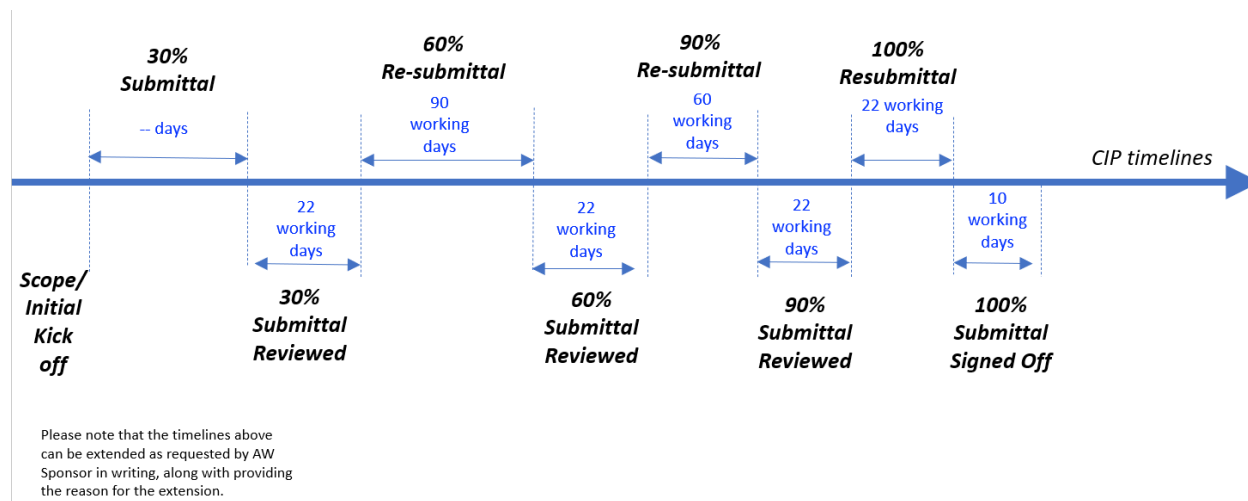 30%
Submittal
-- days
60%
Re-submittal
90
working
days
90%
Re-submittal
60
working
days
100%
Resubmittal
22 working
days
CIP timelines
Scope/
Initial
Kick
off
22
working
days
30%
Submittal
Reviewed
22
working
days
60%
Submittal
Reviewed
22
working
days
90%
Submittal
Reviewed
10
working
days
100%
Submittal
Signed Off
Please note that the timelines above
can be extended as requested by AW
Sponsor in writing, along with providing
the reason for the extension.